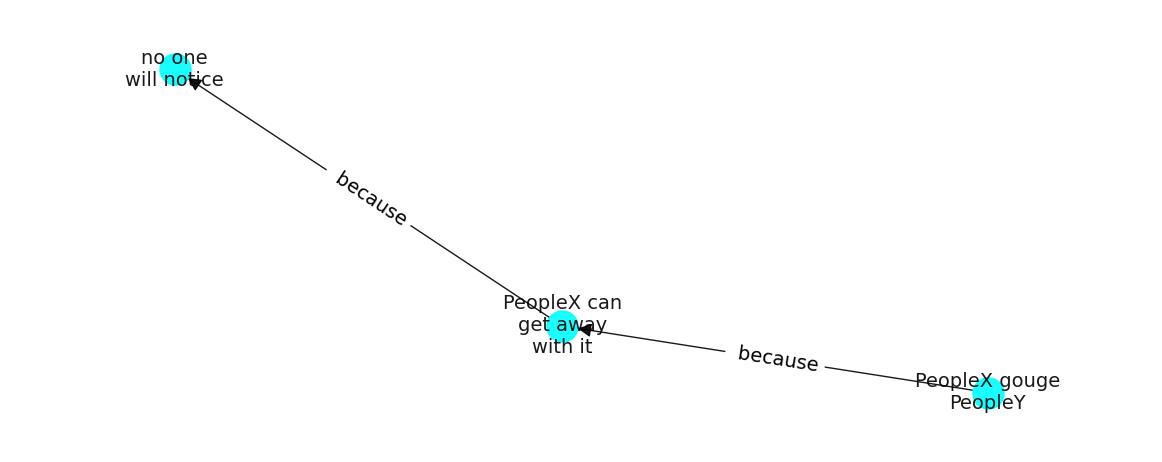 no one
will notice
because
PeopleX can
get away
with it
because
PeopleX gouge
PeopleY